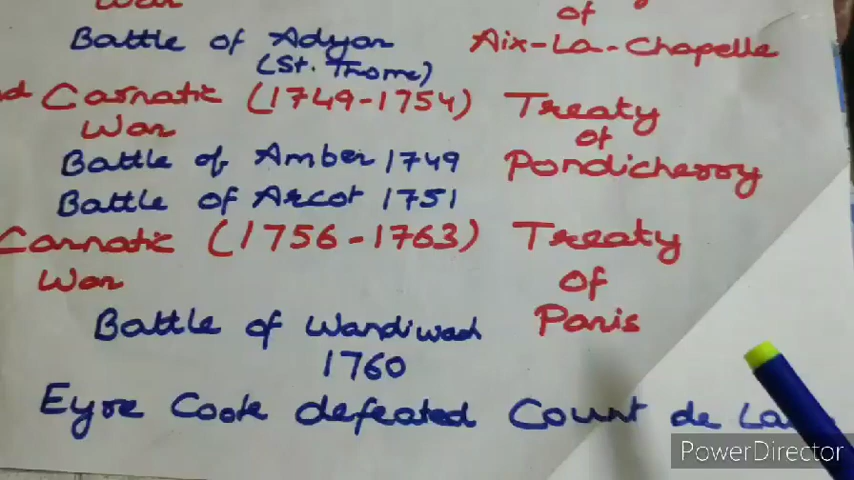 of
Battle of Adyar Aix-La-Chapelle
(St. Thome)
Carnatic (1749-1754) Treaty
War of
Battle of Amber 1749 Pondicherry
Battle of Arcot 1751
Carnatic (1756-1763) Treaty
War of
Battle of Wandiwash Paris
1760
Eyre Coote defeated Count de
PowerDirector